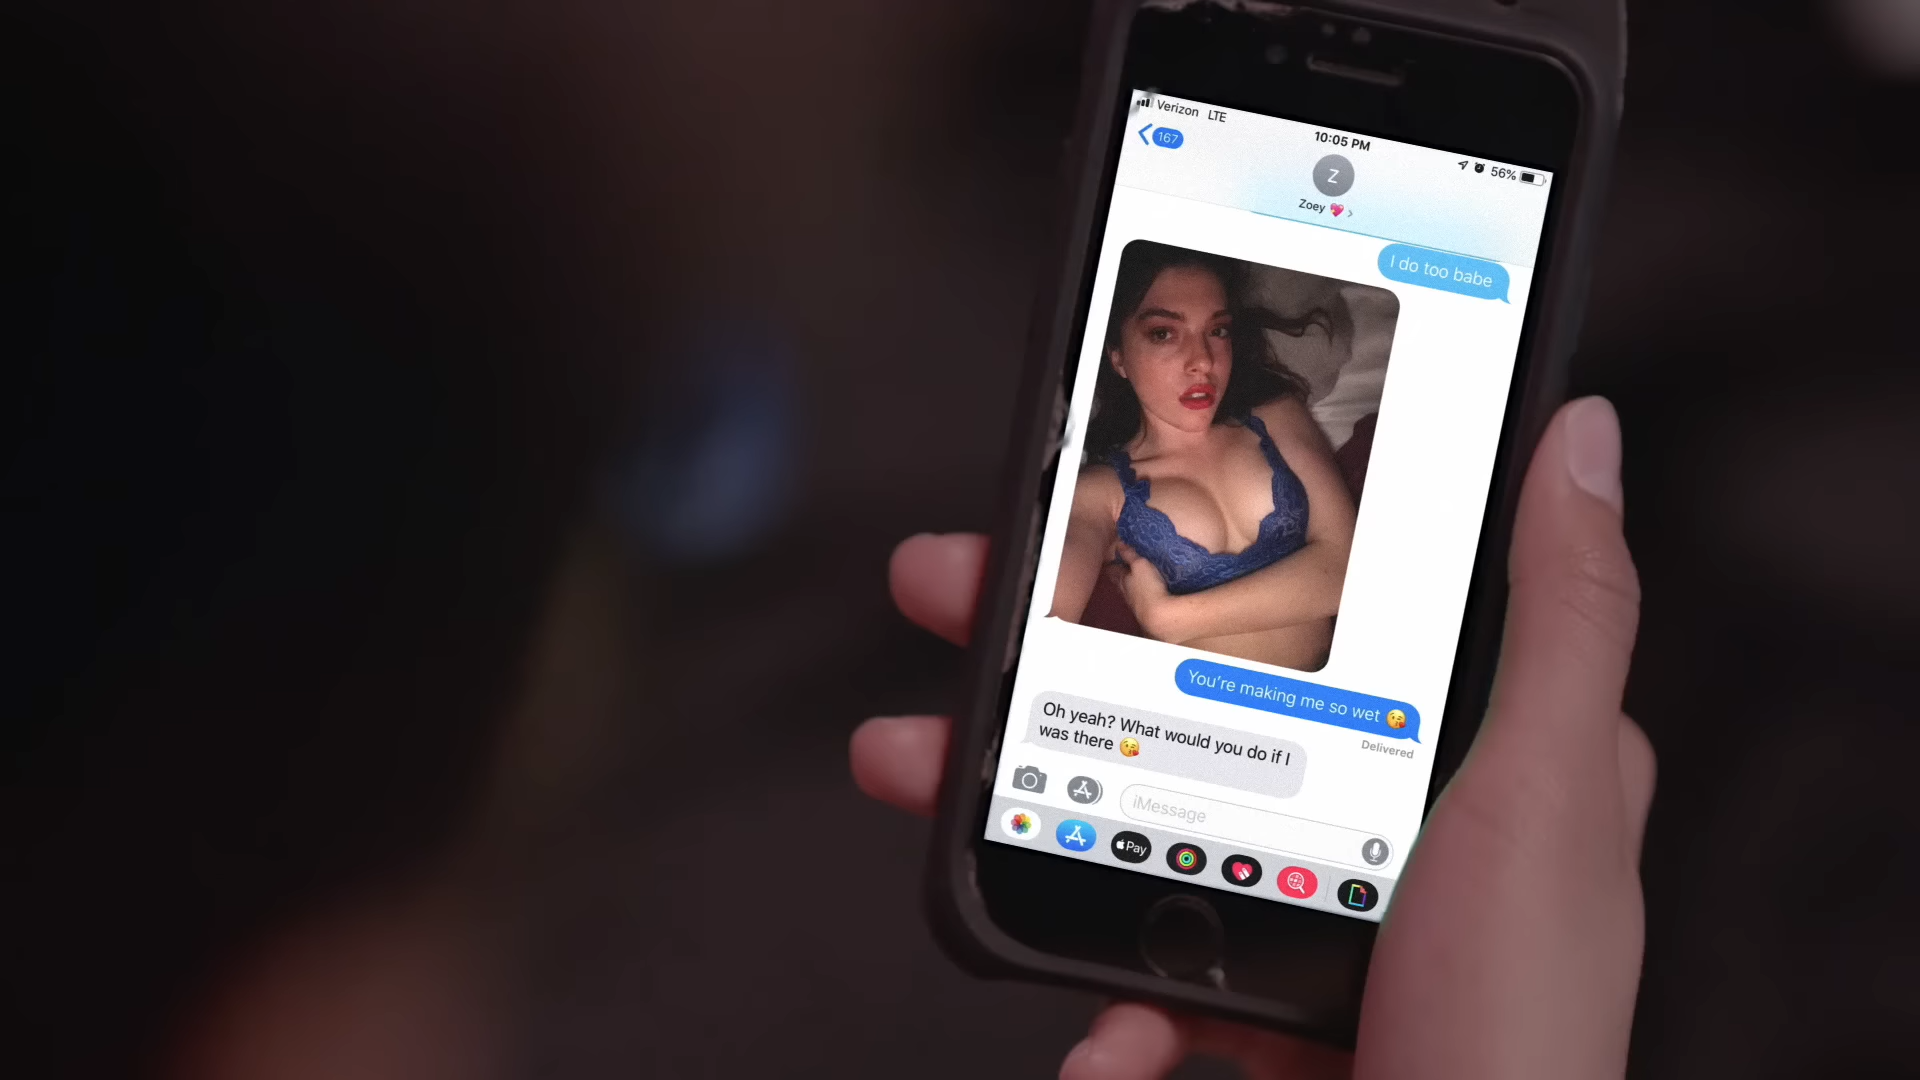 Verizon LTE
10:05 PM
56%
167
Z
Zoey 💖 >
I do too babe
You're making me so wet 😘
Delivered
Oh yeah? What would you do if I
was there 😘
iMessage
Pay